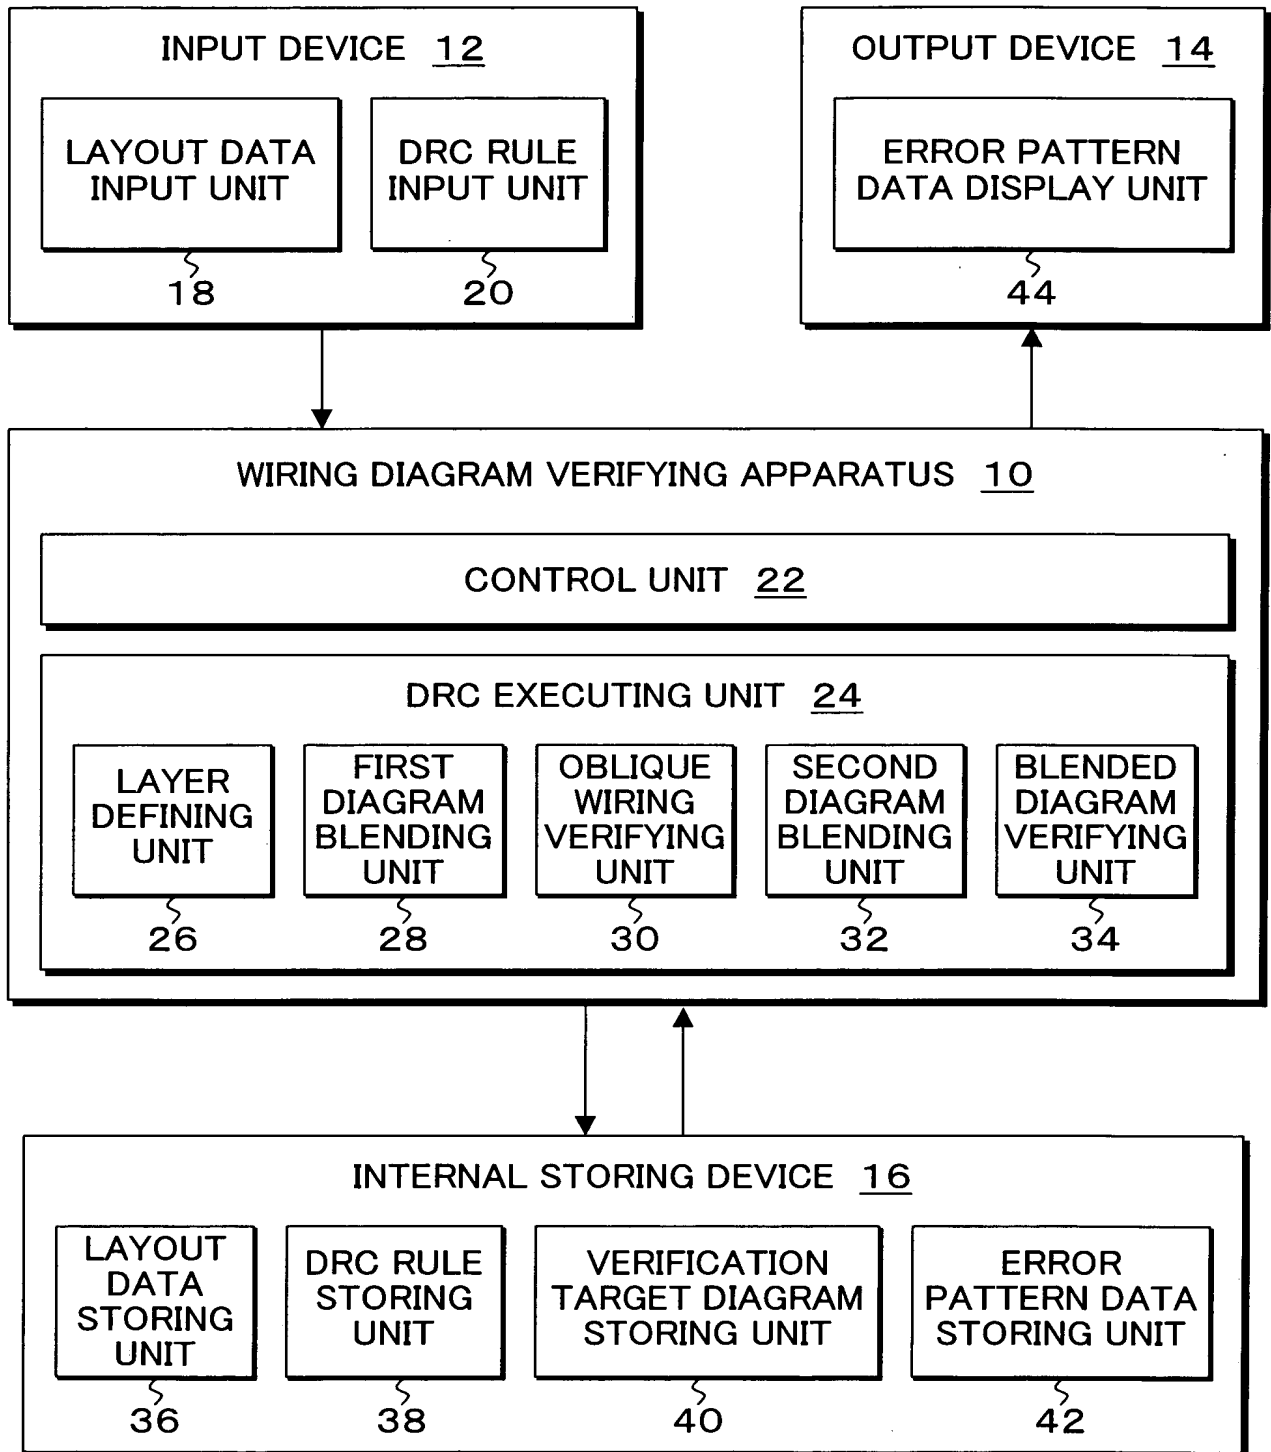 INPUT DEVICE 12
LAYOUT DATA
INPUT UNIT
18
DRC RULE
INPUT UNIT
20
OUTPUT DEVICE 14
ERROR PATTERN
DATA DISPLAY UNIT
44
WIRING DIAGRAM VERIFYING APPARATUS 10
CONTROL UNIT 22
DRC EXECUTING UNIT 24
LAYER
DEFINING
UNIT
26
FIRST
DIAGRAM
BLENDING
UNIT
28
OBLIQUE
WIRING
VERIFYING
UNIT
30
SECOND
DIAGRAM
BLENDING
UNIT
32
BLENDED
DIAGRAM
VERIFYING
UNIT
34
INTERNAL STORING DEVICE 16
LAYOUT
DATA
STORING
UNIT
36
DRC RULE
STORING
UNIT
38
VERIFICATION
TARGET DIAGRAM
STORING UNIT
40
ERROR
PATTERN DATA
STORING UNIT
42